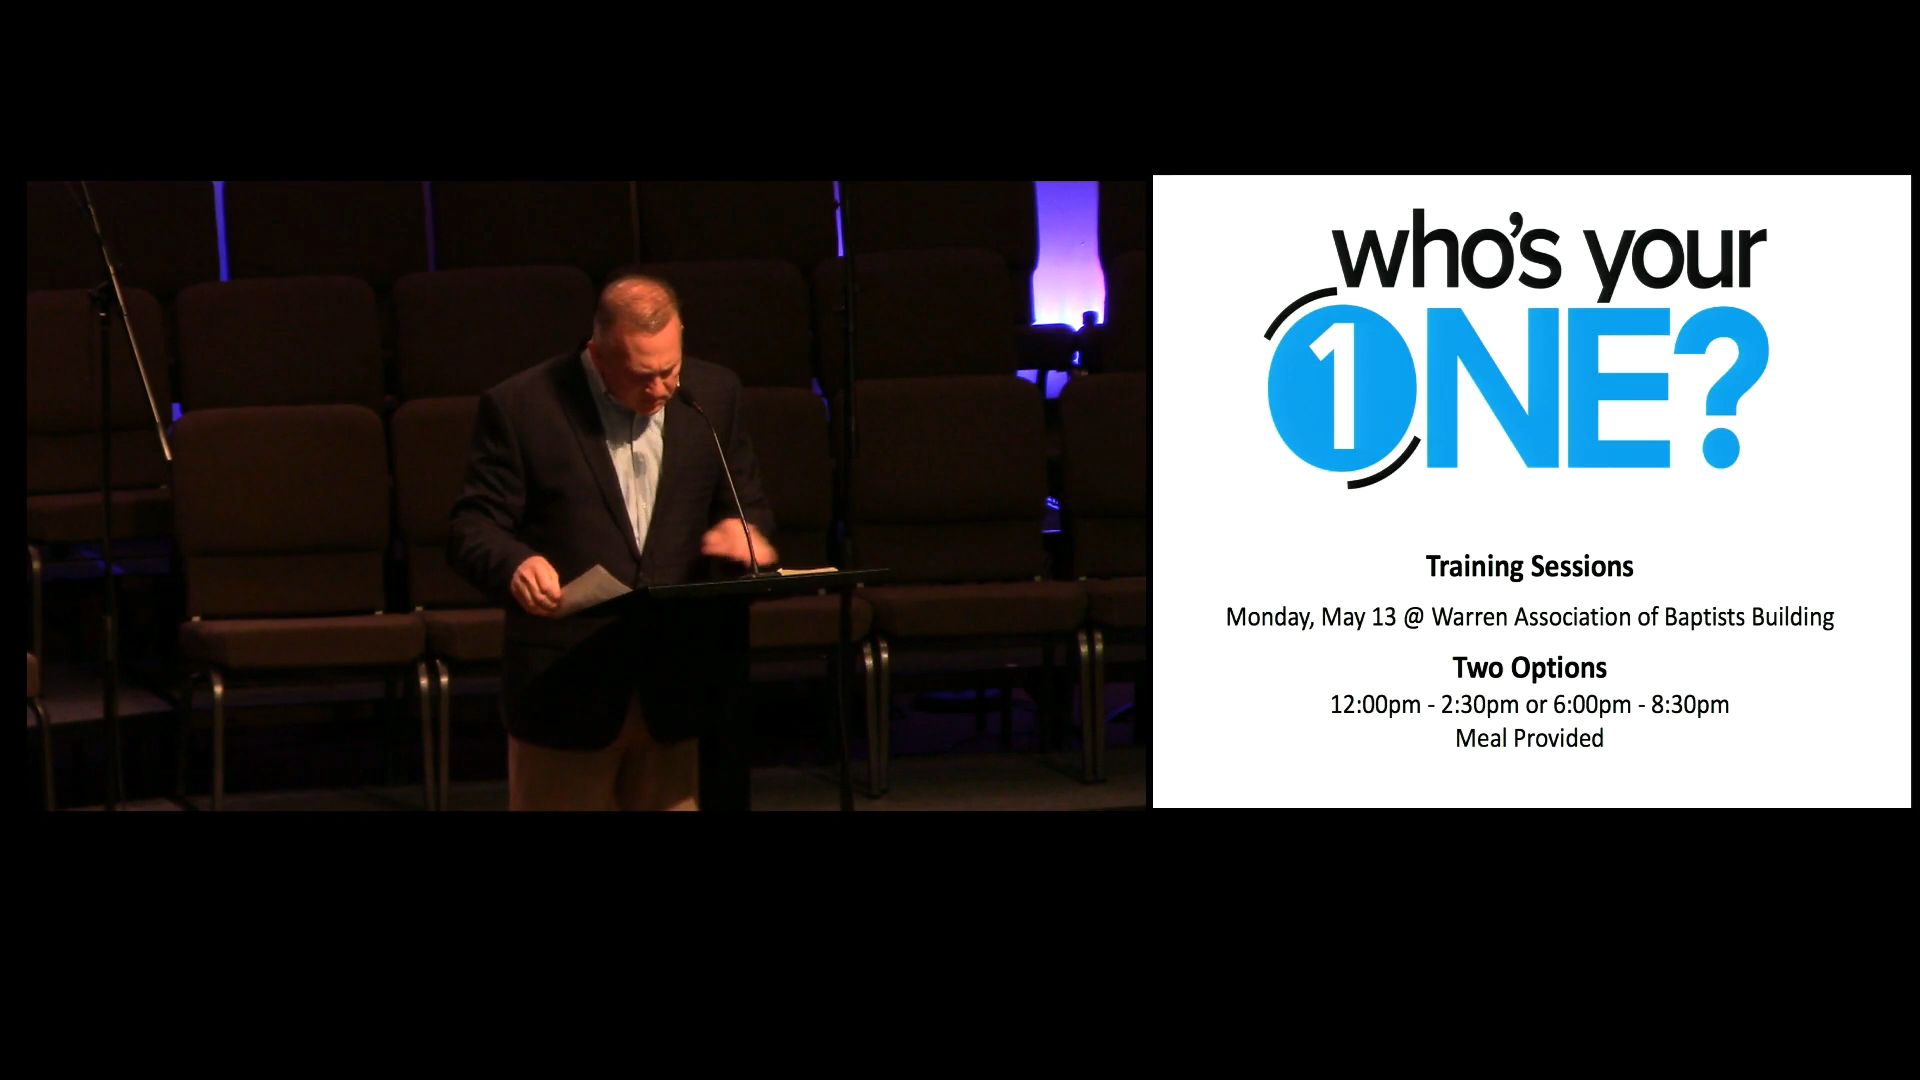 who's your
1NE?
Training Sessions
Monday, May 13 @ Warren Association of Baptists Building
Two Options
12:00pm - 2:30pm or 6:00pm - 8:30pm
Meal Provided